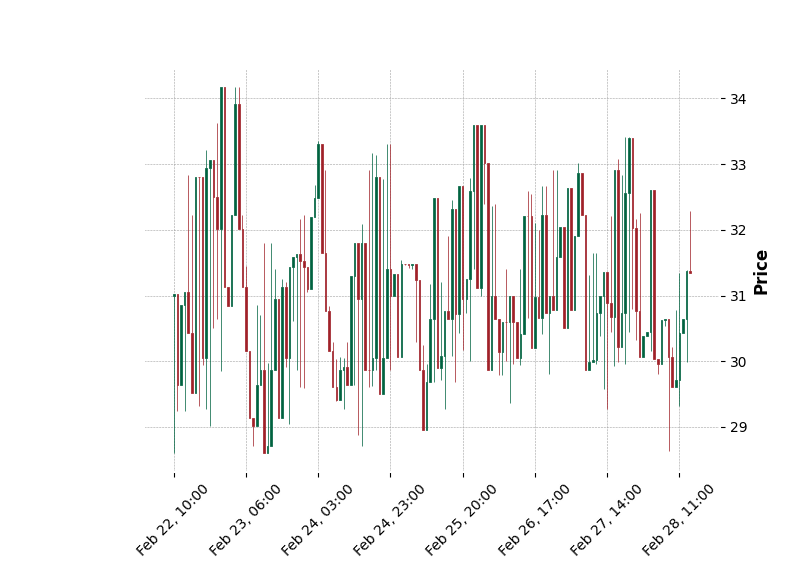 34
33
32
31
30
29
Price
Feb 22, 10:00
Feb 23, 06:00
Feb 24, 03:00
Feb 24, 23:00
Feb 25, 20:00
Feb 26, 17:00
Feb 27, 14:00
Feb 28, 11:00